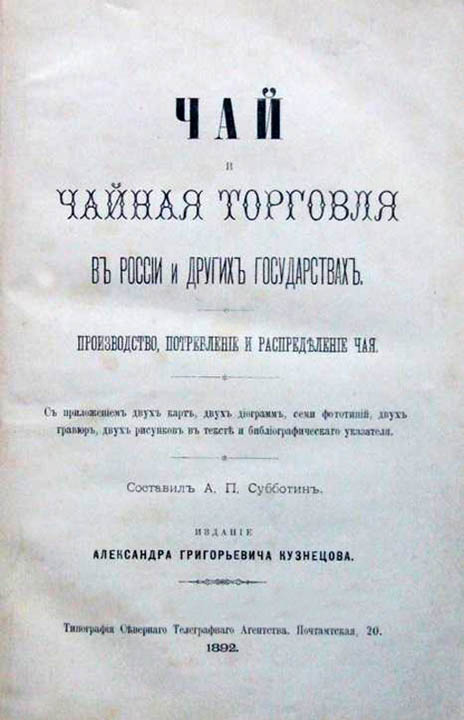 ЧАЙ
И
ЧАЙНАЯ ТОРГОВЛЯ
ВЪ РОССІИ и ДРУГИХЪ ГОСУДАРСТВАХЪ.
ПРОИЗВОДСТВО, ПОТРЕБЛЕНІЕ И РАСПРЕДѢЛЕНІЕ ЧАЯ.
Съ приложеніемъ двухъ картъ, двухъ діограммъ, семи фототипій, двухъ
гравюръ, двухъ рисунковъ въ текстѣ и библіографическаго указателя.
Составилъ А. П. Субботинъ.
ИЗДАНІЕ
АЛЕКСАНДРА ГРИГОРЬЕВИЧА КУЗНЕЦОВА.
Типографія Сѣвернаго Телеграфнаго Агентства. Почтамтская, 20.
1892.